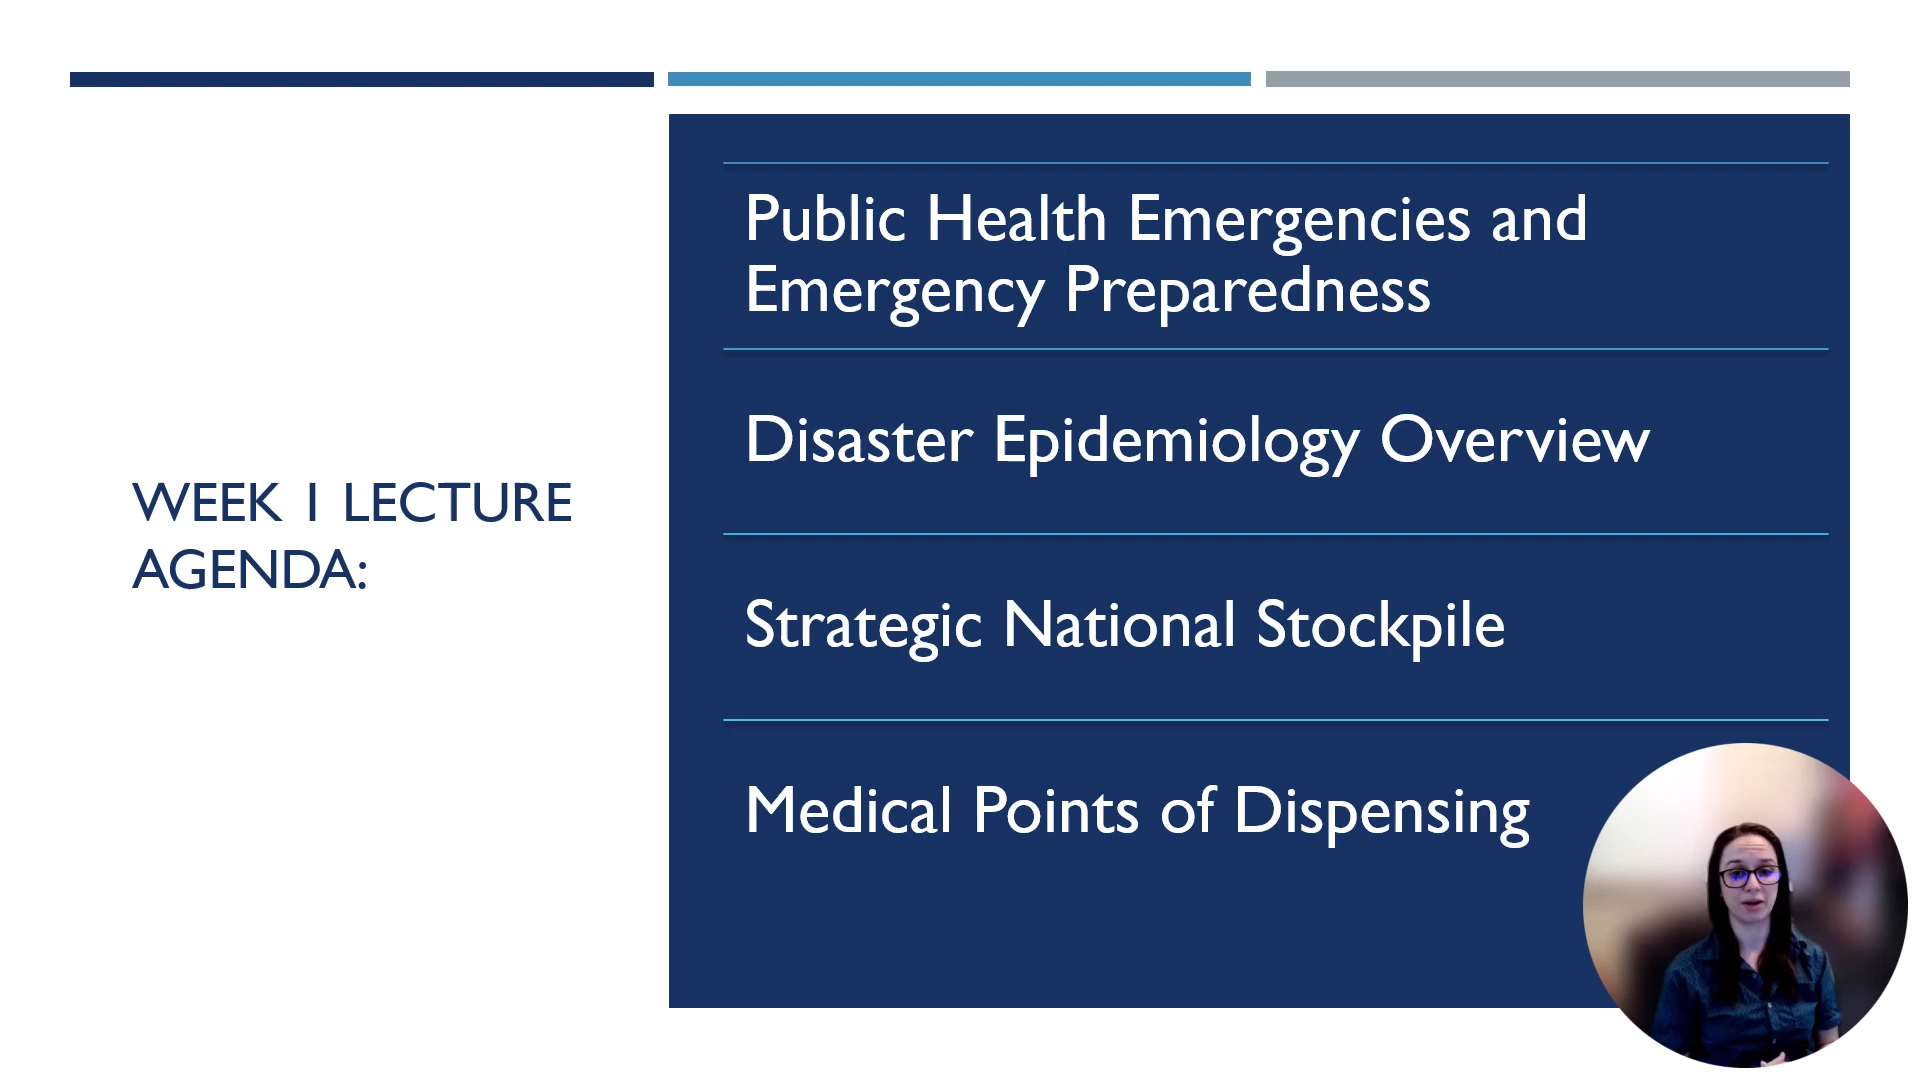 WEEK 1 LECTURE
AGENDA:
Public Health Emergencies and
Emergency Preparedness
Disaster Epidemiology Overview
Strategic National Stockpile
Medical Points of Dispensing